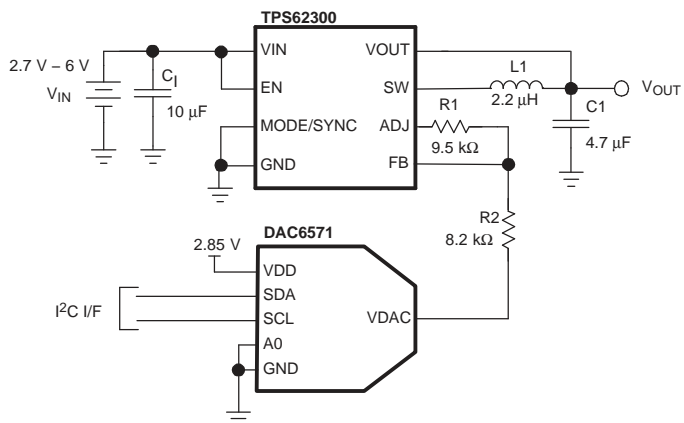 TPS62300
VIN
VOUT
L1
2.7 V – 6 V
VIN
CI
10 μF
EN
SW
2.2 μH
VOUT
R1
C1
MODE/SYNC
ADJ
9.5 kΩ
4.7 μF
GND
FB
R2
8.2 kΩ
DAC6571
2.85 V
VDD
SDA
I2C I/F
SCL
VDAC
A0
GND